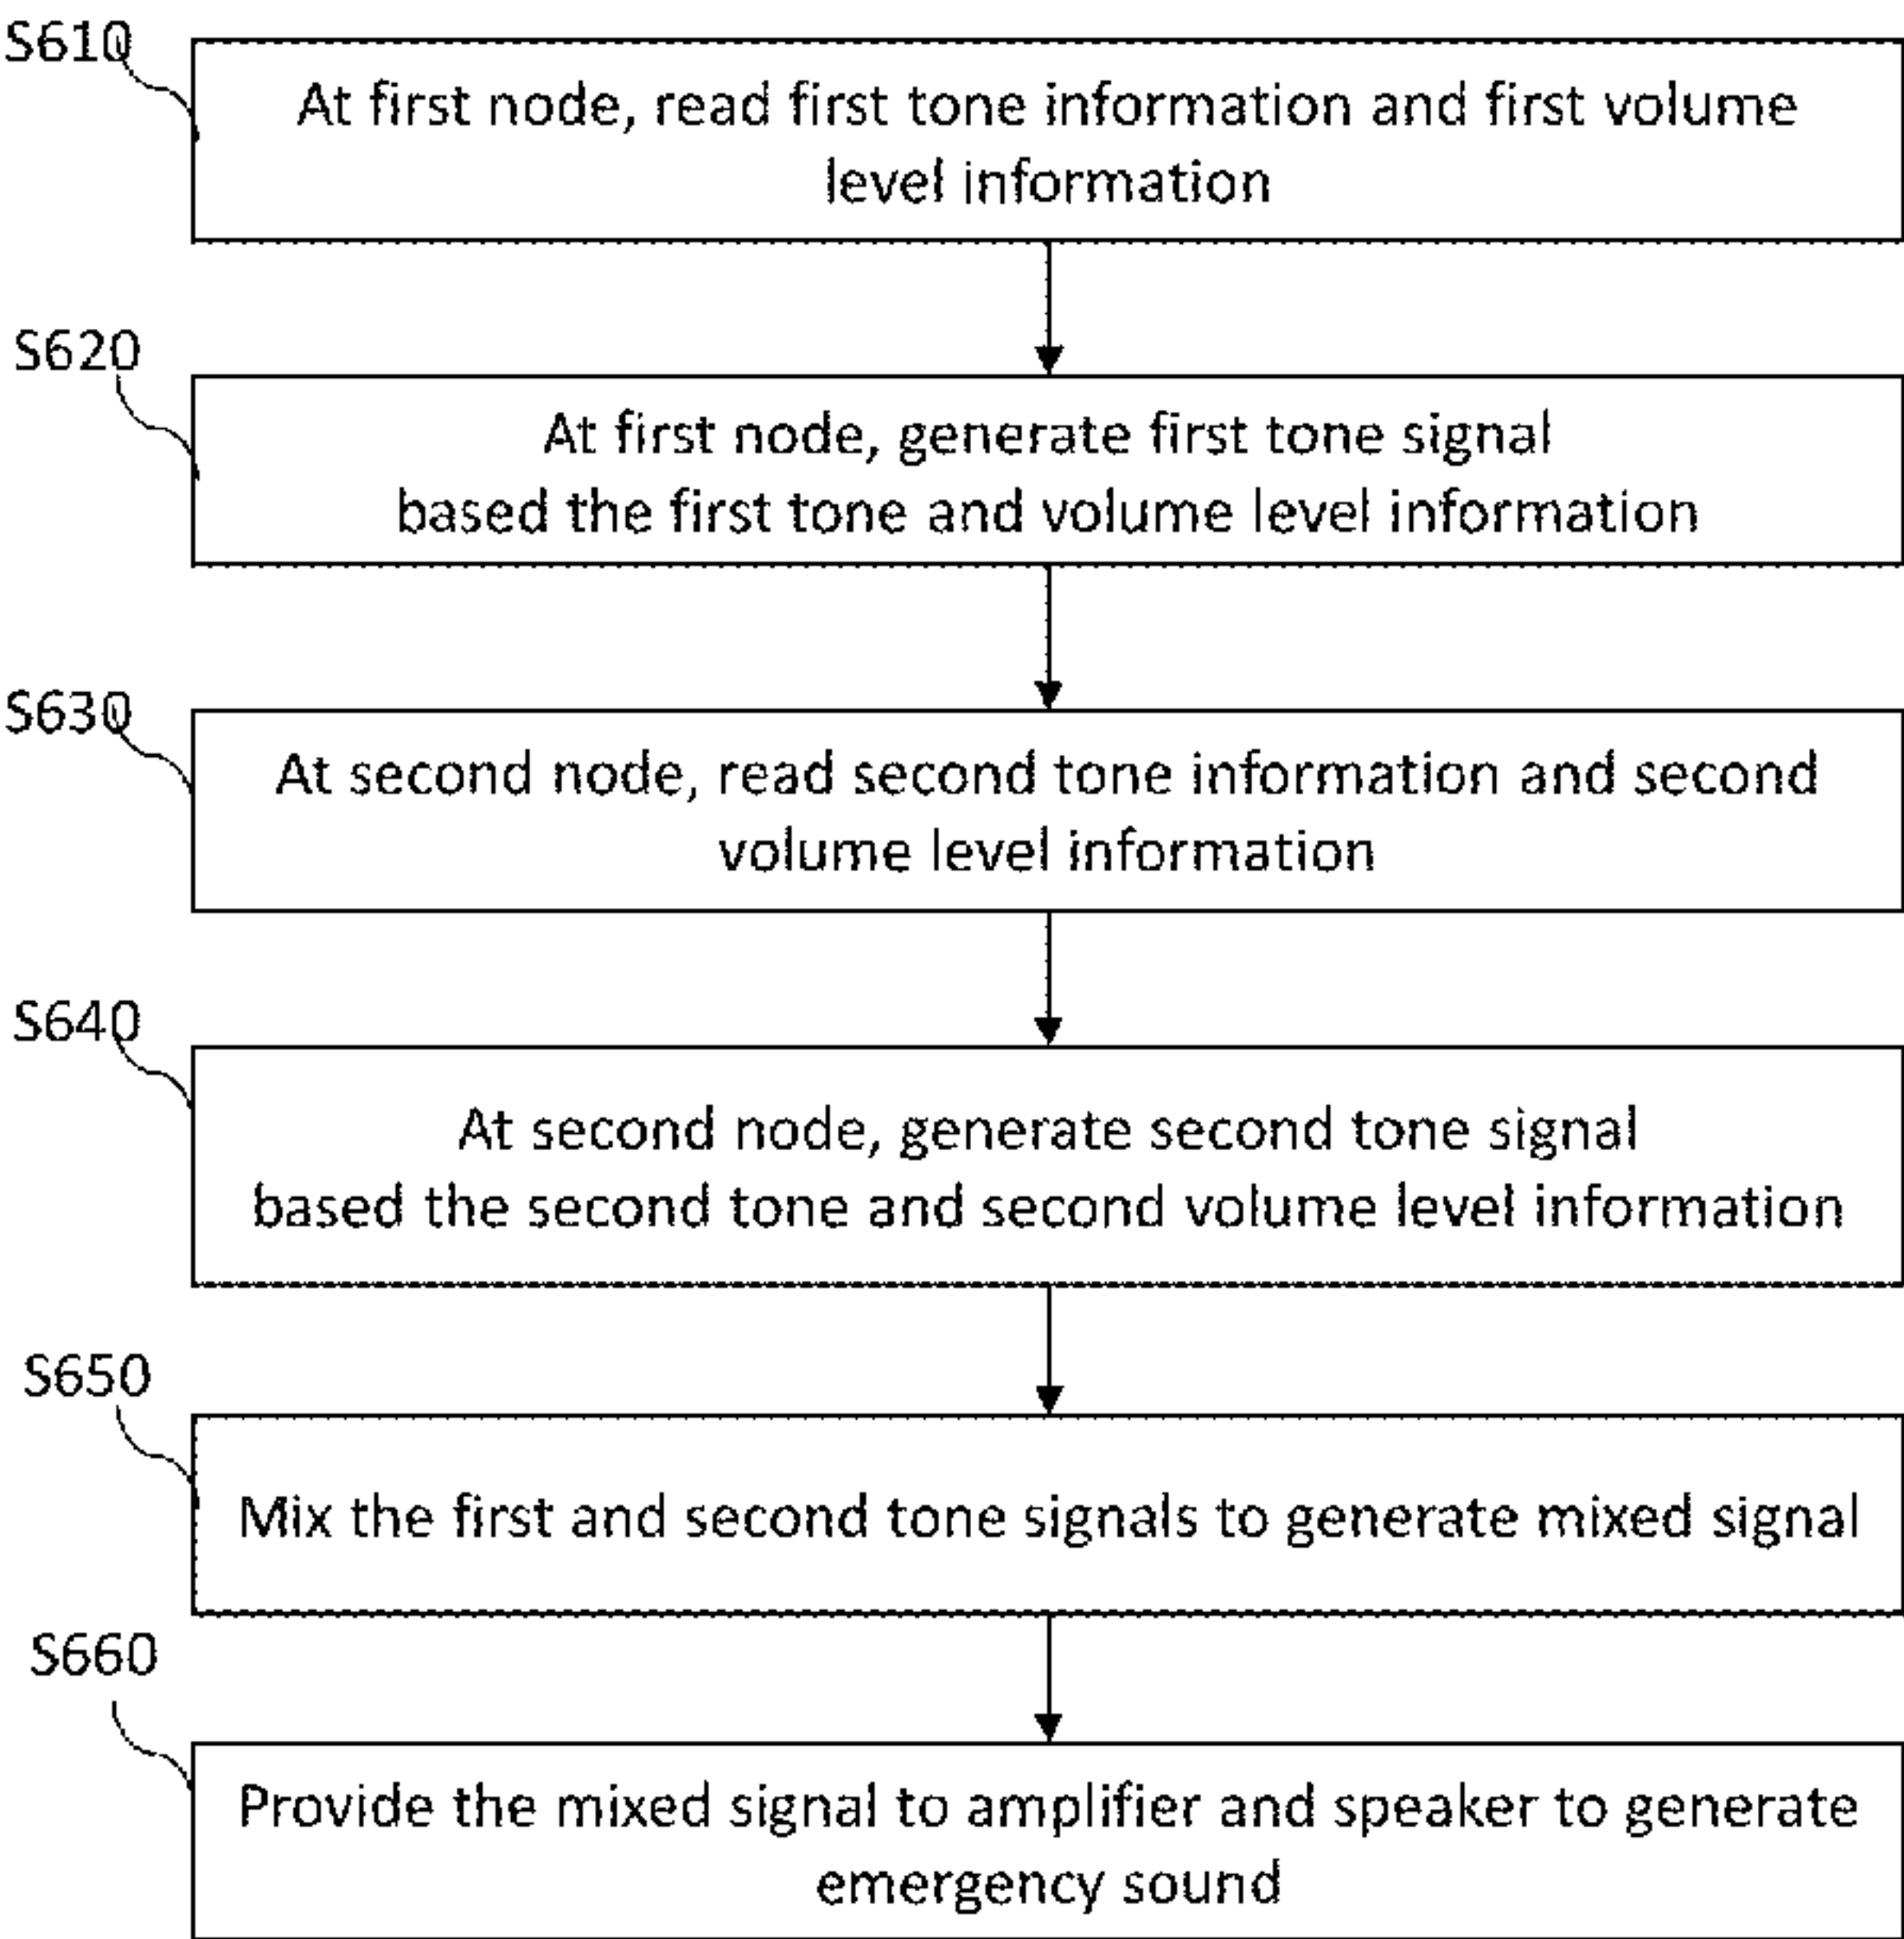 S610
At first node, read first tone information and first volume
level information
S620
At first node, generate first tone signal
based the first tone and volume level information
S630
At second node, read second tone information and second
volume level information
S640
At second node, generate second tone signal
based the second tone and second volume level information
S650
Mix the first and second tone signals to generate mixed signal
S660
Provide the mixed signal to amplifier and speaker to generate
emergency sound